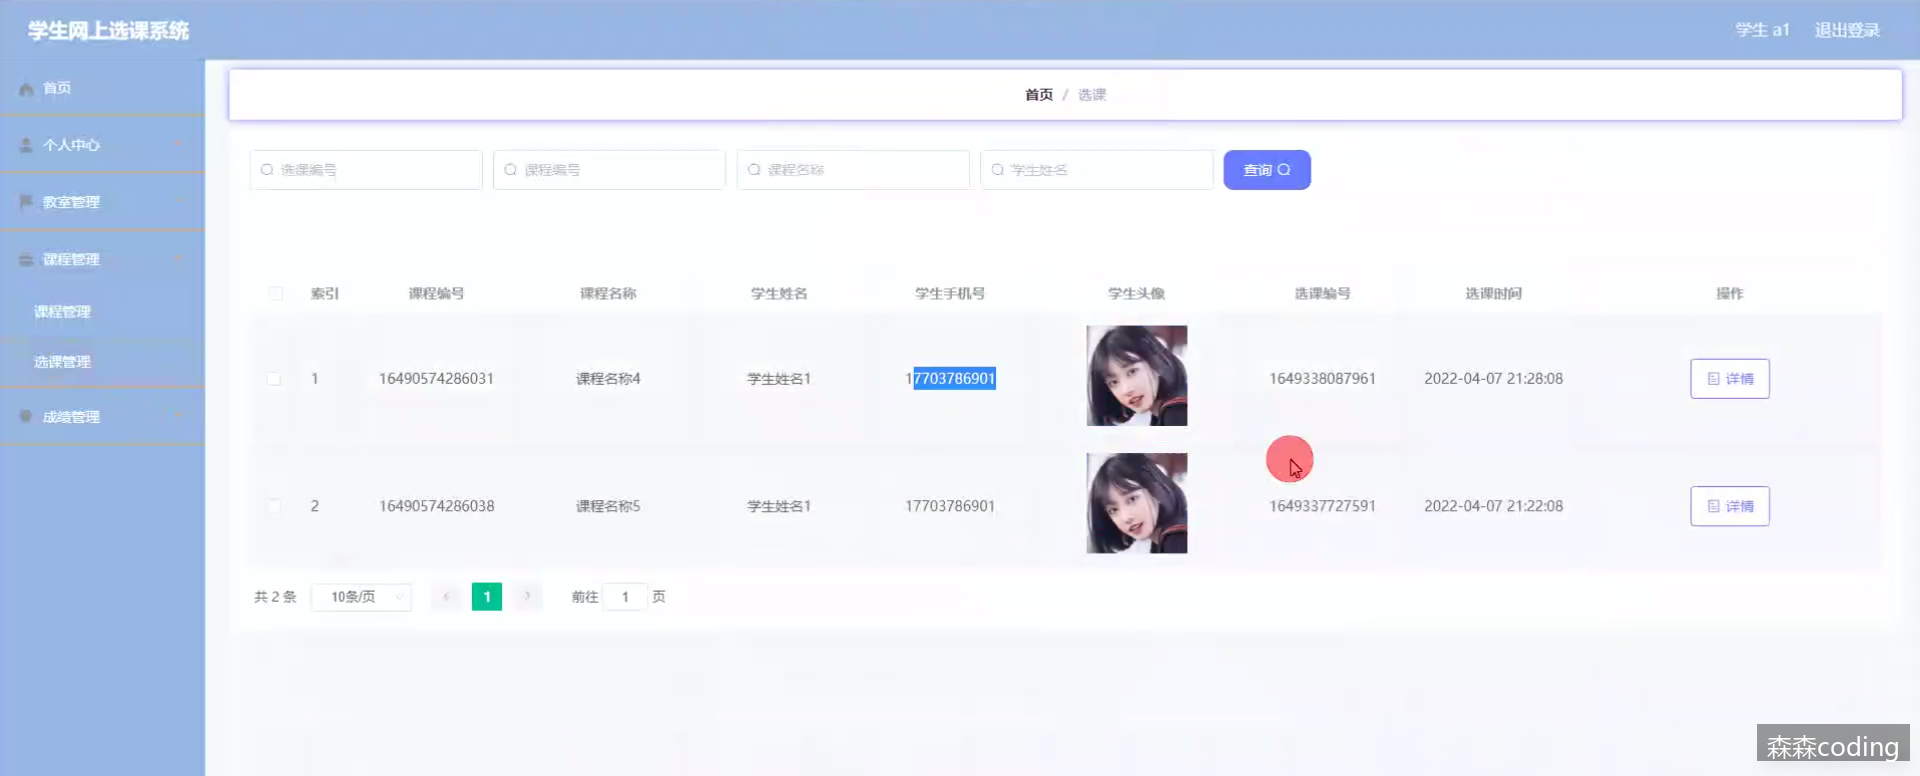 学生网上选课系统
学生 a1
退出登录
首页
个人中心
教室管理
课程管理
课程管理
选课管理
成绩管理
首页 / 选课
选课编号
课程编号
课程名称
学生姓名
查询
索引 课程编号 课程名称 学生姓名 学生手机号 学生头像 选课编号 选课时间 操作
1 16490574286031 课程名称4 学生姓名1 17703786901 1649338087961 2022-04-07 21:28:08 详情
2 16490574286038 课程名称5 学生姓名1 17703786901 1649337727591 2022-04-07 21:22:08 详情
共 2 条 10条/页 1 前往 1 页
森森coding